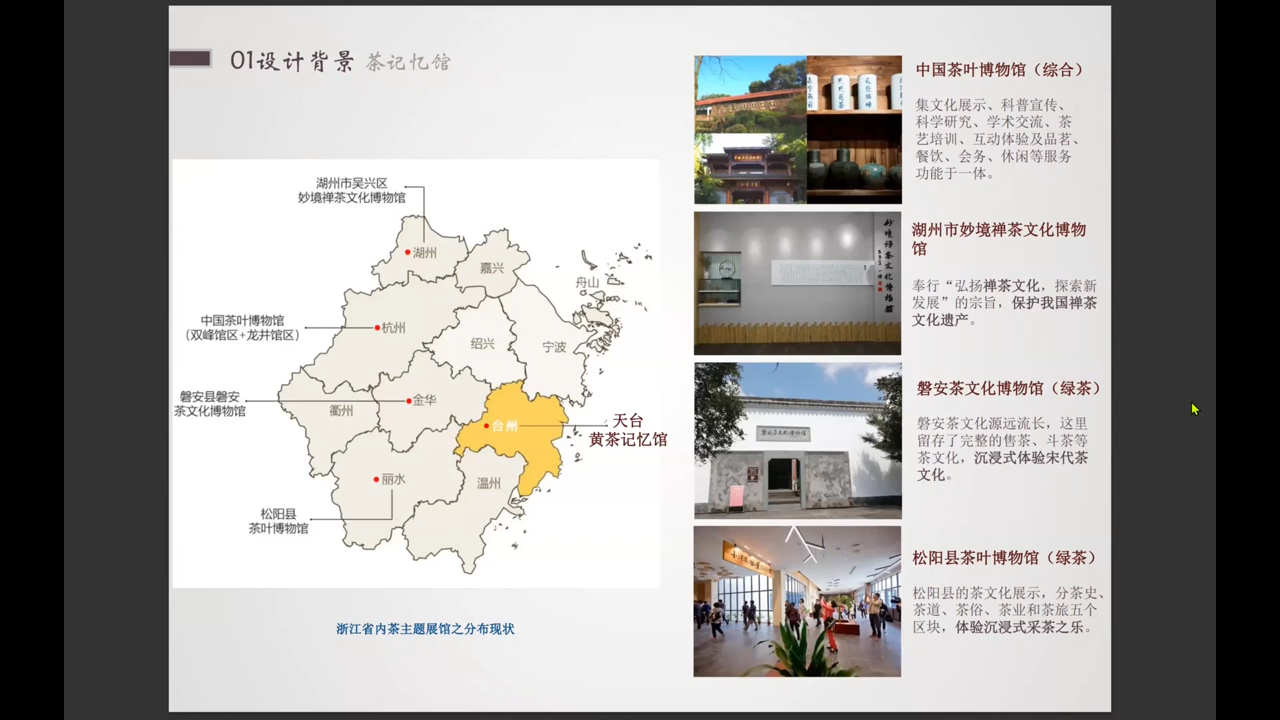 01设计背景 茶记忆馆
湖州市吴兴区
妙境禅茶文化博物馆
湖州
嘉兴
舟山
中国茶叶博物馆
（双峰馆区+龙井馆区）
杭州
绍兴
宁波
磐安县磐安
茶文化博物馆
金华
衢州
台州
天台
黄茶记忆馆
丽水
温州
松阳县
茶叶博物馆
浙江省内茶主题展馆之分布现状
中国茶叶博物馆（综合）
集文化展示、科普宣传、
科学研究、学术交流、茶
艺培训、互动体验及品茗、
餐饮、会务、休闲等服务
功能于一体。
妙境禅茶文化博物馆
湖州市妙境禅茶文化博物
馆
奉行“弘扬禅茶文化，探索新
发展”的宗旨，保护我国禅茶
文化遗产。
磐安茶文化博物馆（绿茶）
磐安茶文化源远流长，这里
留存了完整的售茶、斗茶等
茶文化，沉浸式体验宋代茶
文化。
松阳县茶叶博物馆（绿茶）
松阳县的茶文化展示，分茶史、
茶道、茶俗、茶业和茶旅五个
区块，体验沉浸式采茶之乐。